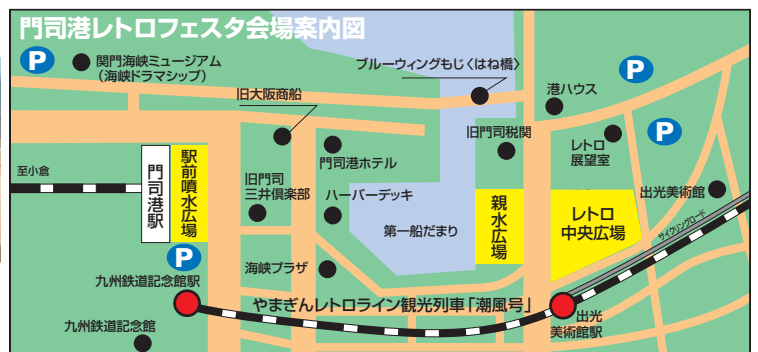 門司港レトロフェスタ会場案内図
P
関門海峡ミュージアム
(海峡ドラマシップ)
ブルーウィングもじ〈はね橋〉
P
港ハウス
旧大阪商船
P
旧門司税関
レトロ
展望室
門司港ホテル
至小倉
門司港駅
駅前噴水広場
旧門司
三井倶楽部
ハーバーデッキ
出光美術館
親水広場
レトロ
中央広場
第一船だまり
サイクリングロード
P
海峡プラザ
九州鉄道記念館駅
やまぎんレトロライン観光列車「潮風号」
出光
美術館駅
九州鉄道記念館